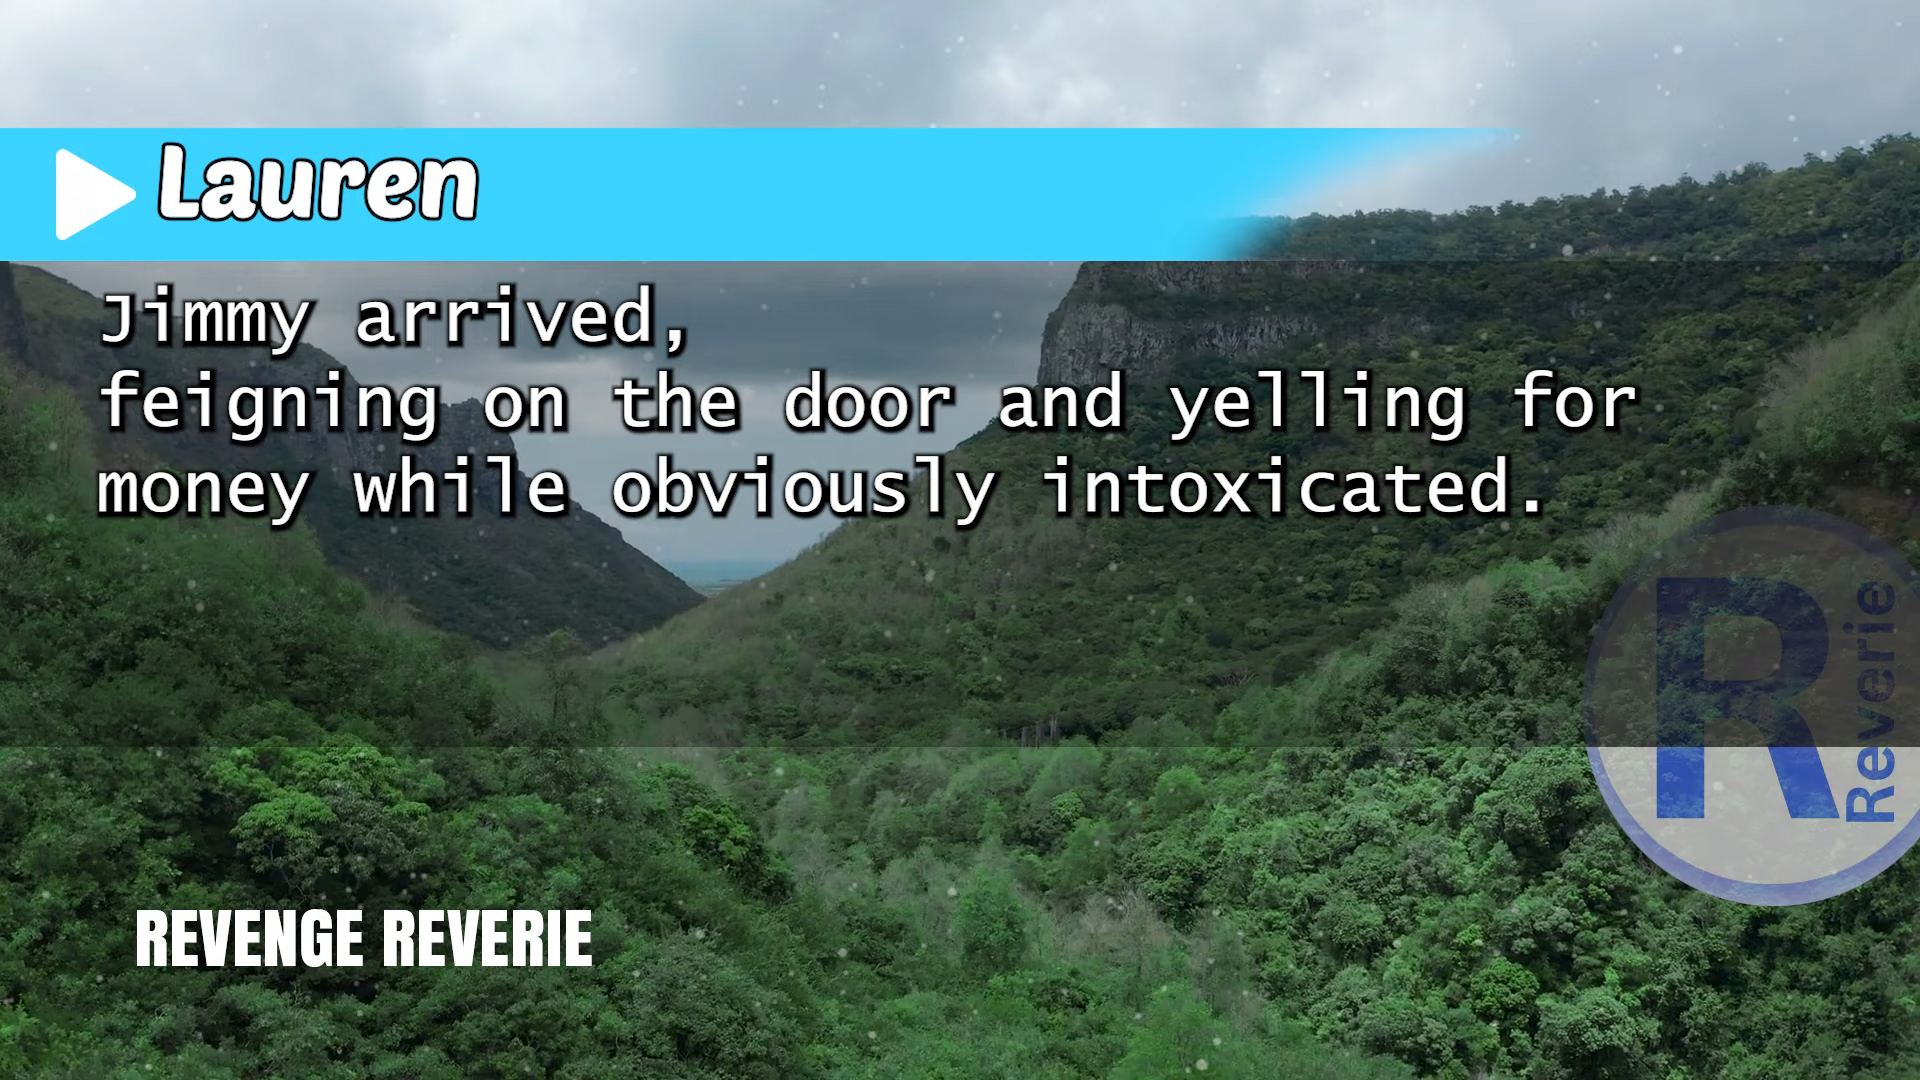 Lauren
Jimmy arrived,
feigning on the door and yelling for
money while obviously intoxicated.
R
Reverie
REVENGE REVERIE